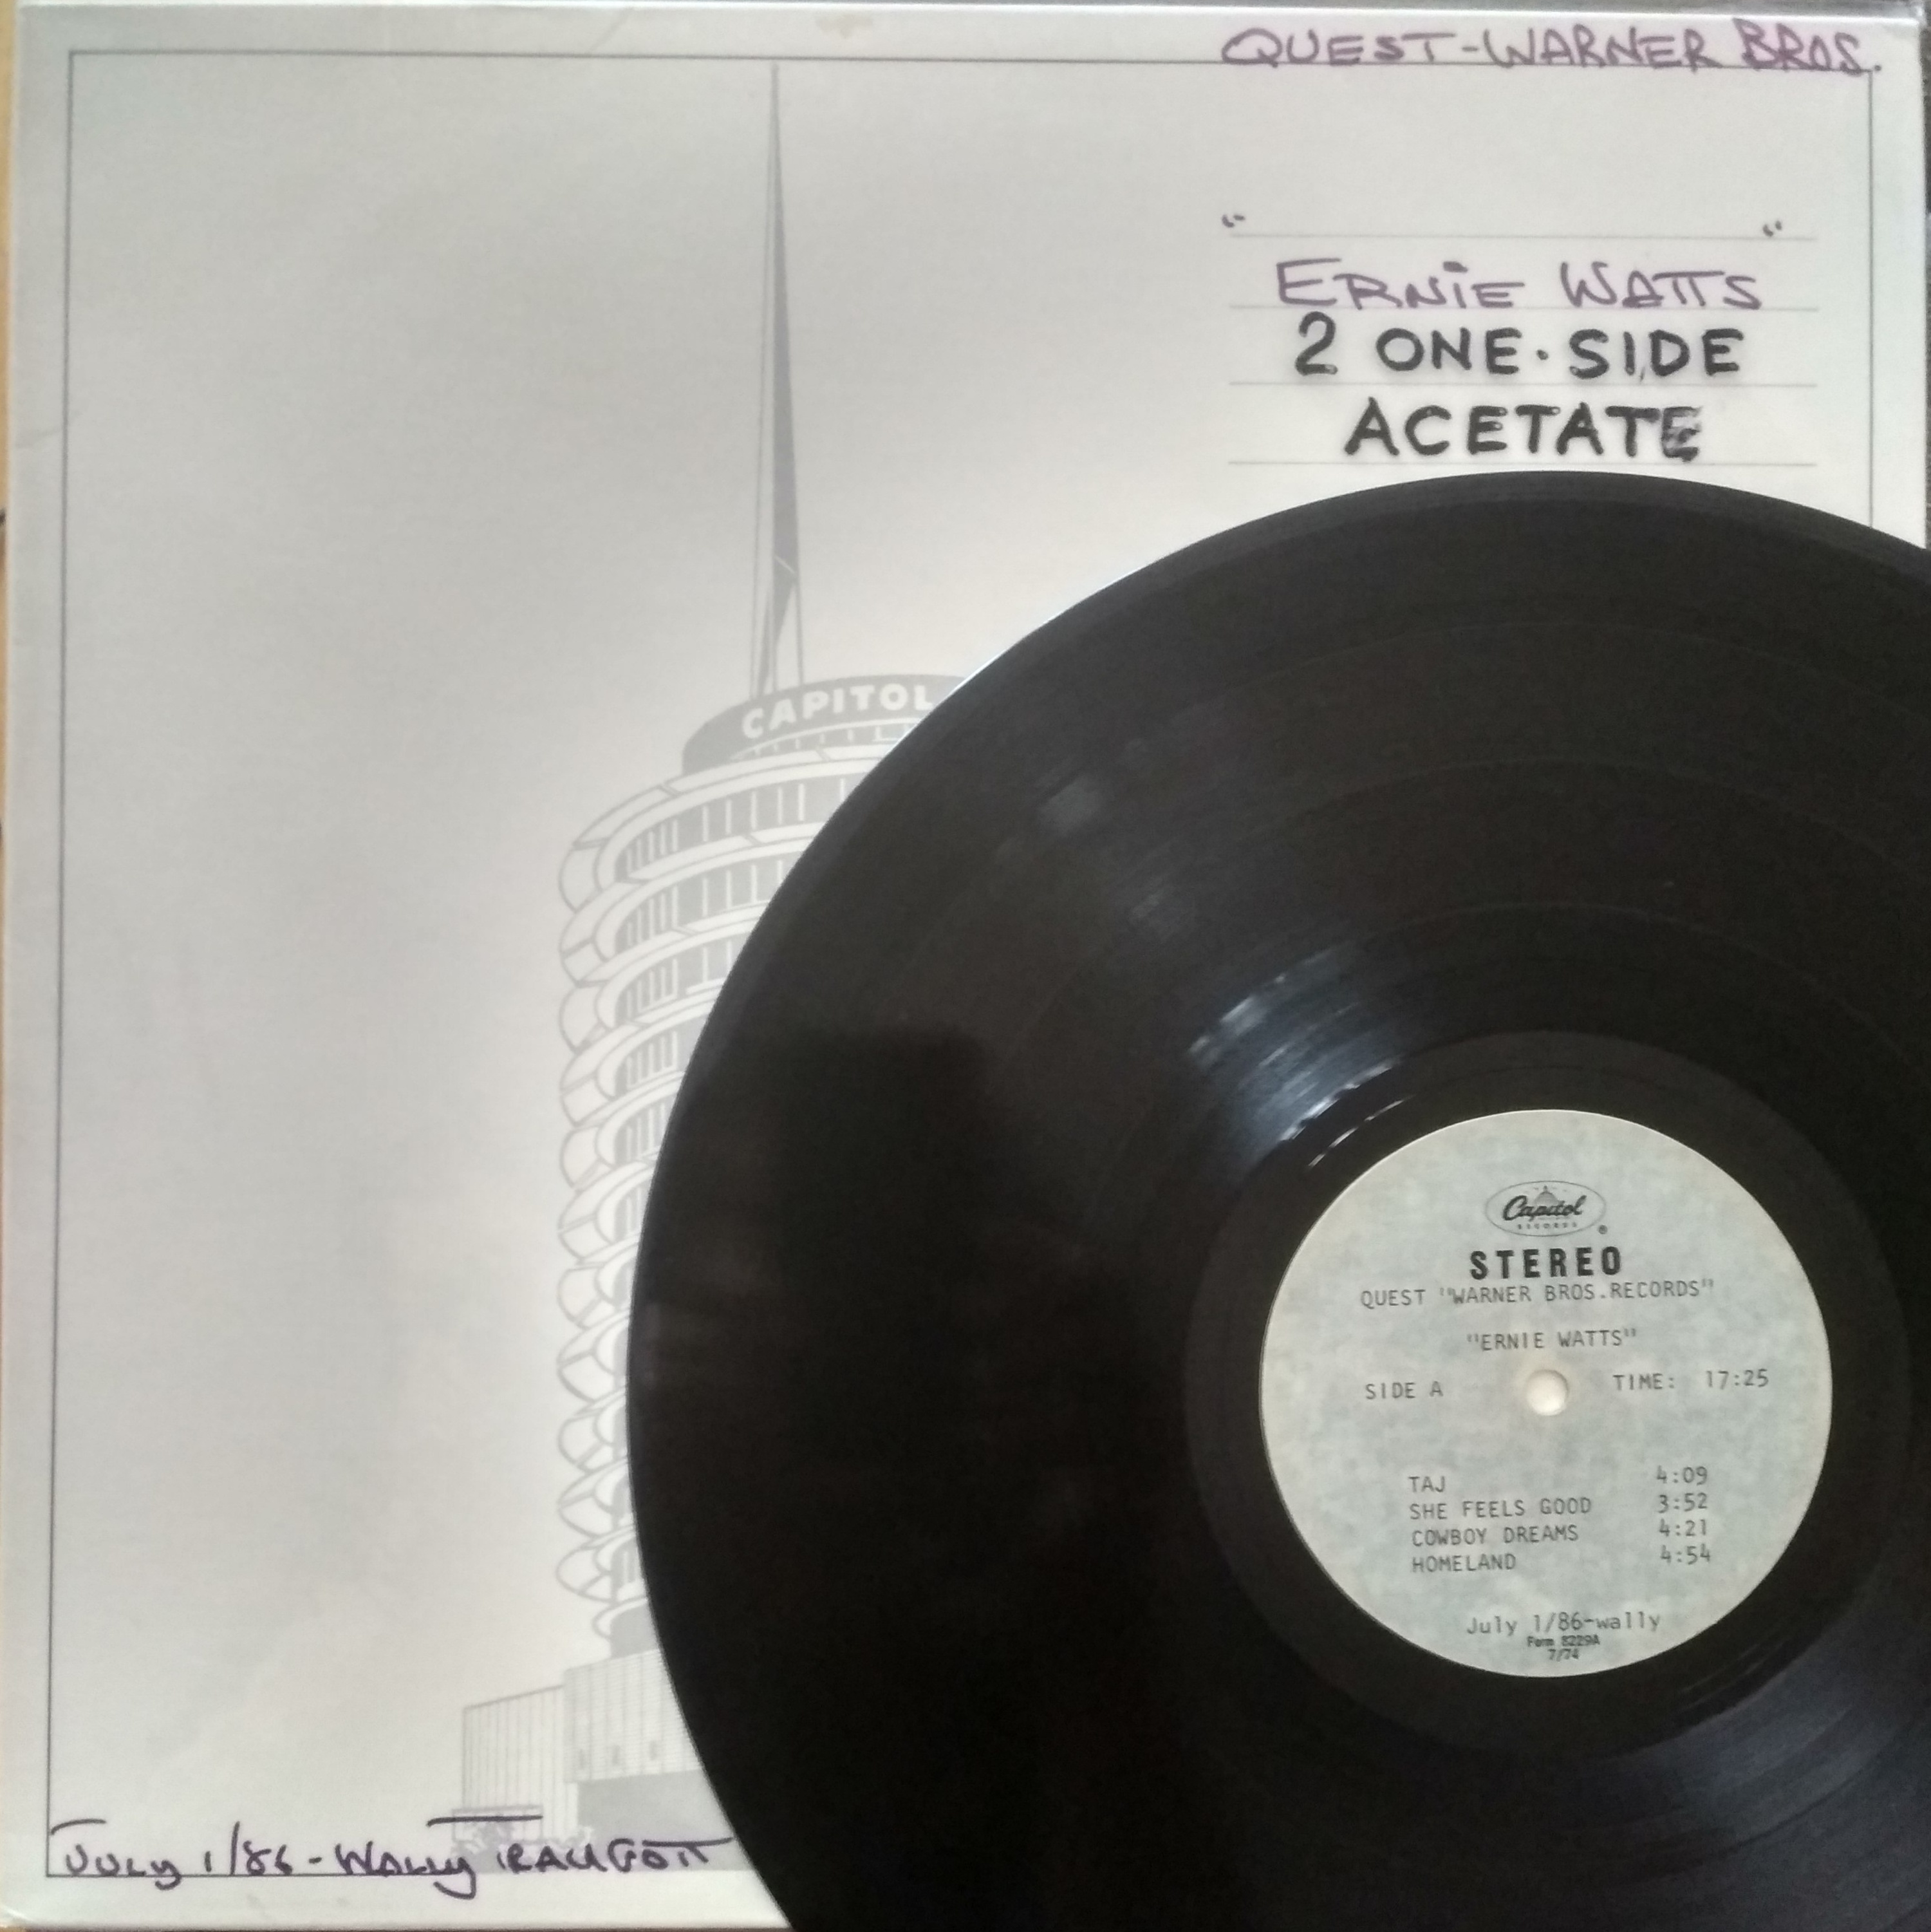 QUEST-WARNER BROS.
" "
ERNIE WATTS
2 ONE·SIDE
ACETATE
CAPITOL
Capitol
RECORDS
®
STEREO
QUEST "WARNER BROS.RECORDS"
"ERNIE WATTS"
SIDE A TIME: 17:25
TAJ 4:09
SHE FEELS GOOD 3:52
COWBOY DREAMS 4:21
HOMELAND 4:54
July 1/86-wally
Form 8229A
7/74
JULY 1/86 - WALLY TRAUGOTT